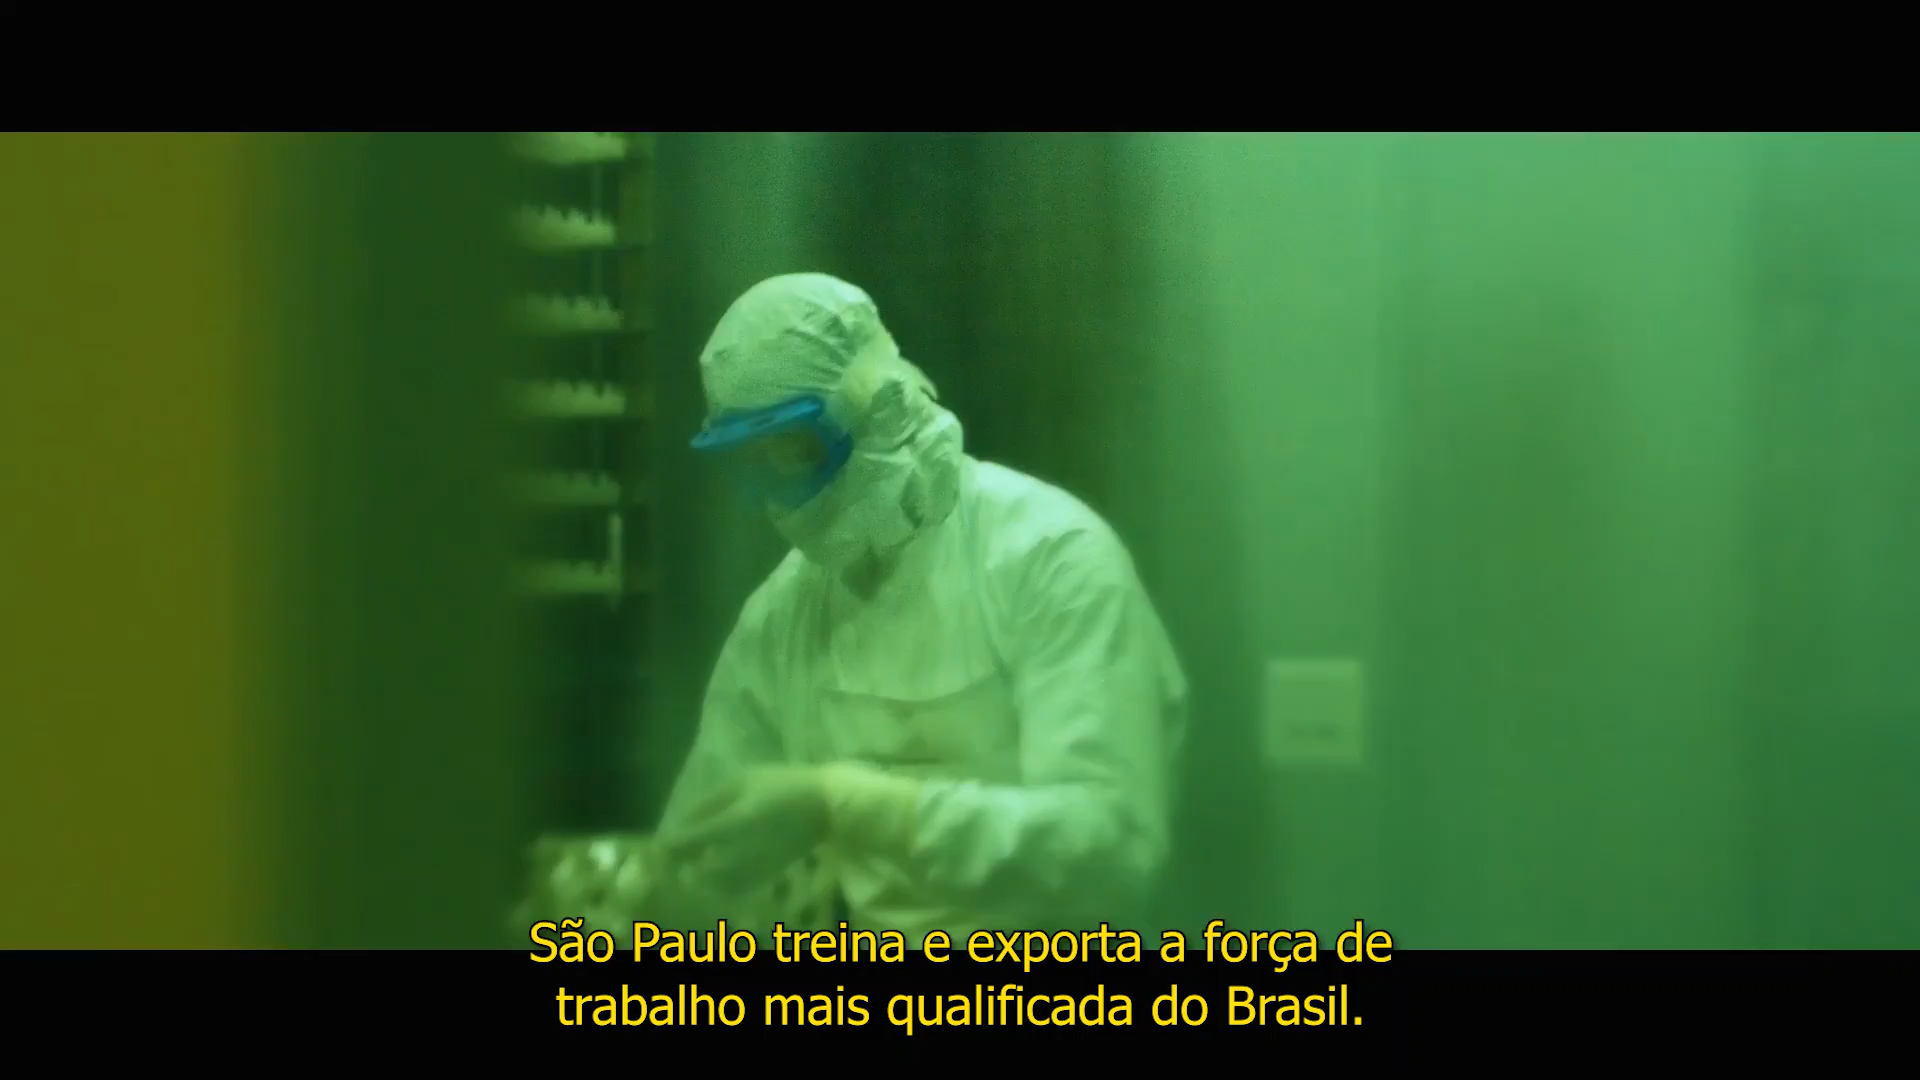 São Paulo treina e exporta a força de
trabalho mais qualificada do Brasil.